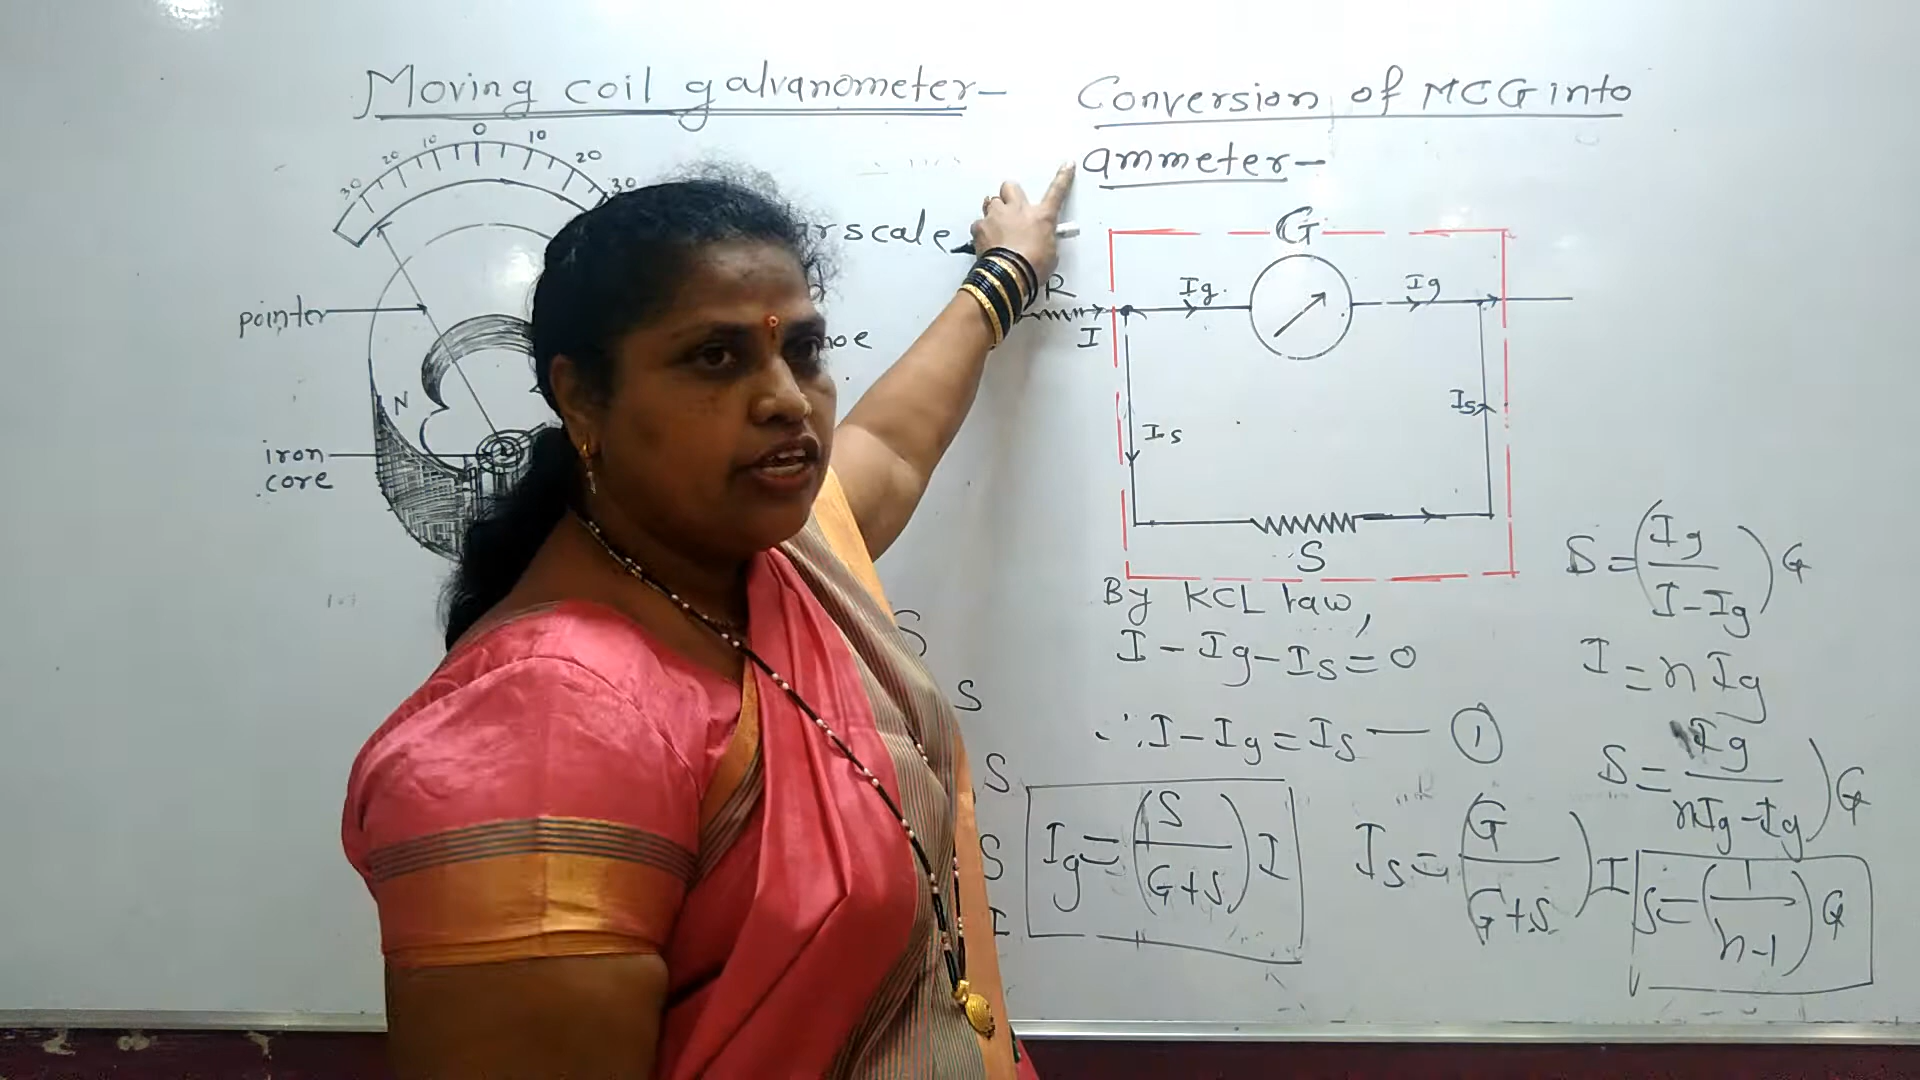 Moving coil galvanometer-
30 20 10 0 10 20 30
scale
pointer
N
iron
core
Conversion of MCG into
ammeter-
G
R
I
Ig.
Ig
Is
Is
S
By KCL law,
I - Ig - Is = 0
∴ I - Ig = Is — ①
Ig = (S / G+S) I
Is = (G / G+S) I
S = (Ig / I - Ig) G
I = n Ig
S = Ig / nIg - Ig) G
S = (1 / n-1) G
S
S
S
S
I